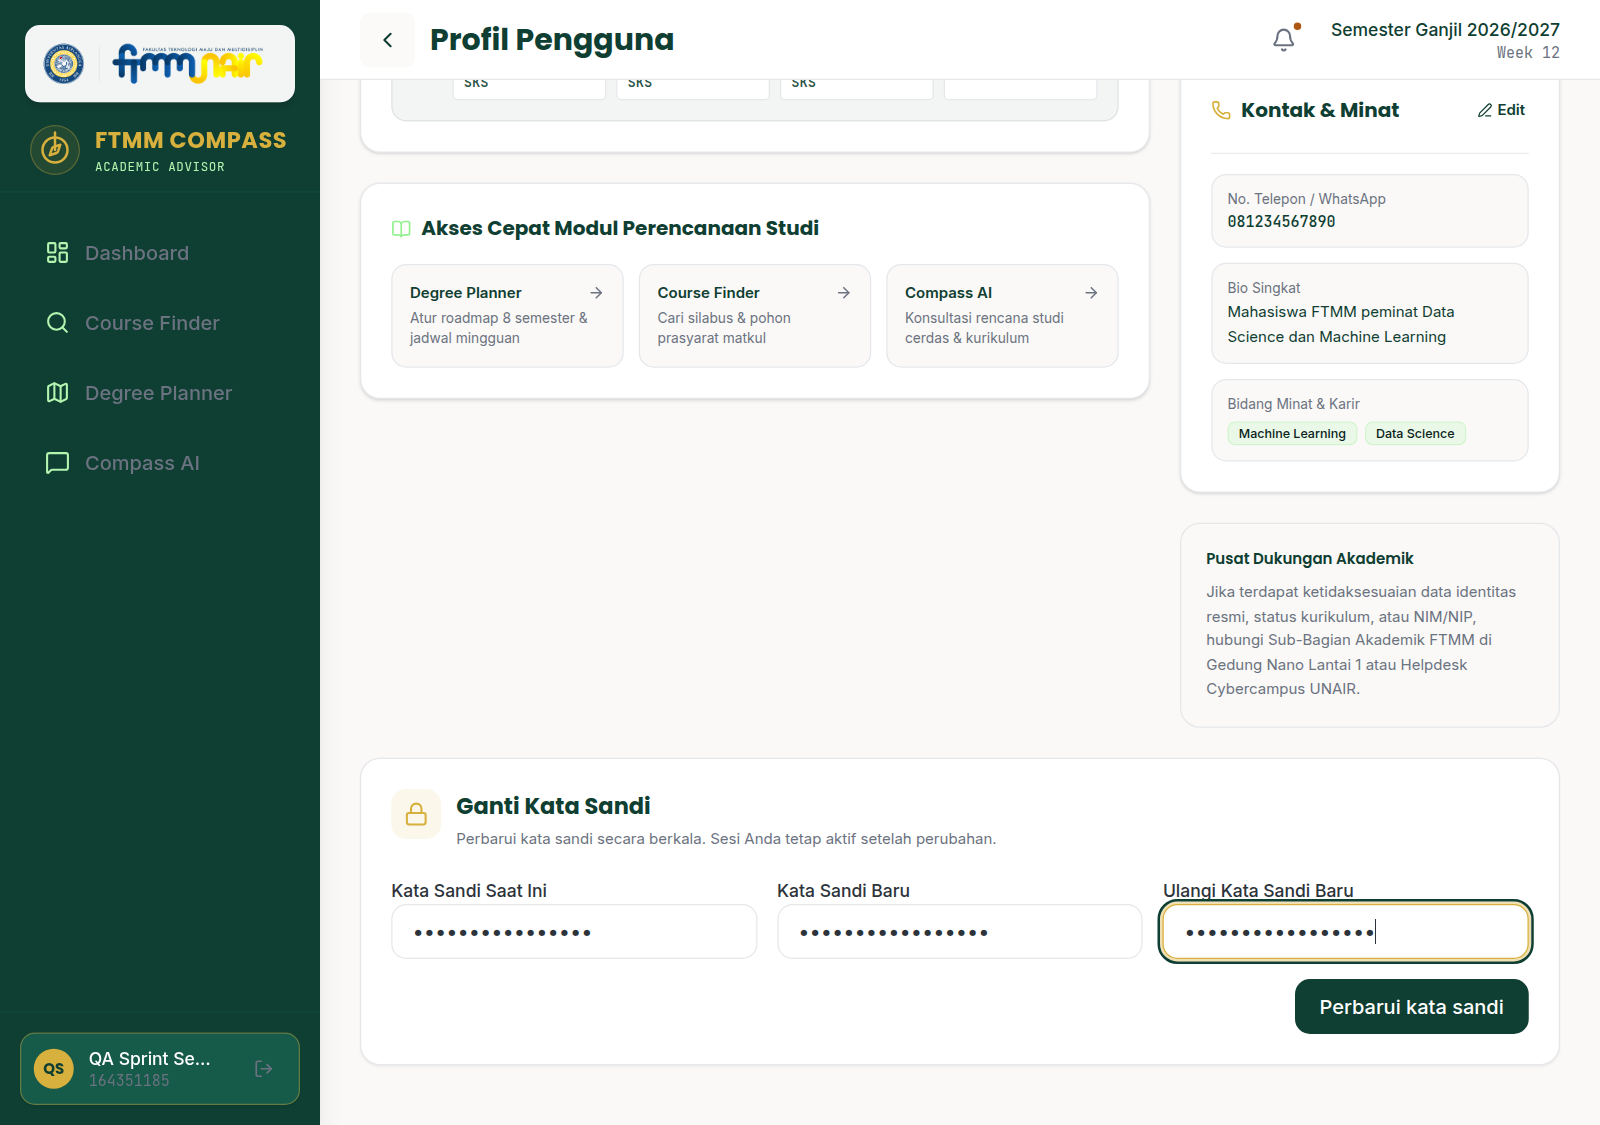 FAKULTAS TEKNOLOGI MAJU DAN MULTIDISIPLIN
ftmm unair
FTMM COMPASS
ACADEMIC ADVISOR
Dashboard
Course Finder
Degree Planner
Compass AI
QS
QA Sprint Se...
164351185
Profil Pengguna
Semester Ganjil 2026/2027
Week 12
SKS
SKS
SKS
Akses Cepat Modul Perencanaan Studi
Degree Planner
Atur roadmap 8 semester &
jadwal mingguan
Course Finder
Cari silabus & pohon
prasyarat matkul
Compass AI
Konsultasi rencana studi
cerdas & kurikulum
Kontak & Minat
Edit
No. Telepon / WhatsApp
081234567890
Bio Singkat
Mahasiswa FTMM peminat Data
Science dan Machine Learning
Bidang Minat & Karir
Machine Learning
Data Science
Pusat Dukungan Akademik
Jika terdapat ketidaksesuaian data identitas
resmi, status kurikulum, atau NIM/NIP,
hubungi Sub-Bagian Akademik FTMM di
Gedung Nano Lantai 1 atau Helpdesk
Cybercampus UNAIR.
Ganti Kata Sandi
Perbarui kata sandi secara berkala. Sesi Anda tetap aktif setelah perubahan.
Kata Sandi Saat Ini
Kata Sandi Baru
Ulangi Kata Sandi Baru
Perbarui kata sandi